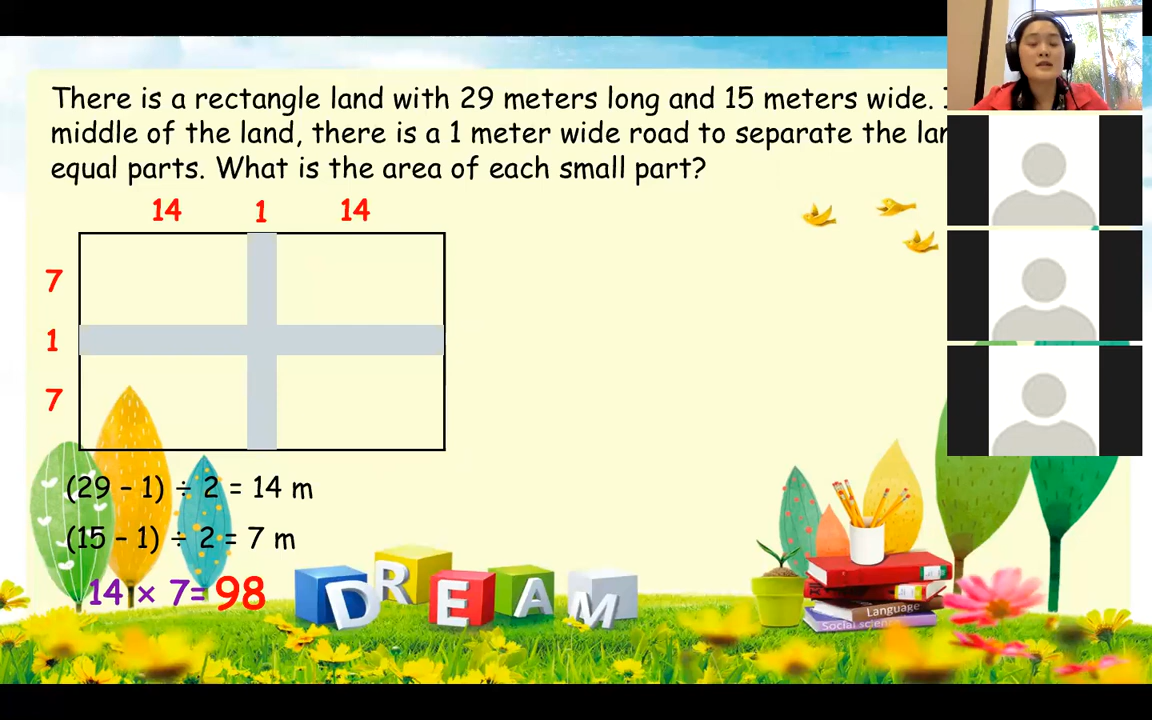 There is a rectangle land with 29 meters long and 15 meters wide.
middle of the land, there is a 1 meter wide road to separate the
equal parts. What is the area of each small part?
14 1 14
7
1
7
(29 - 1) ÷ 2 = 14 m
(15 - 1) ÷ 2 = 7 m
14 × 7= 98
DREAM
Language
Social